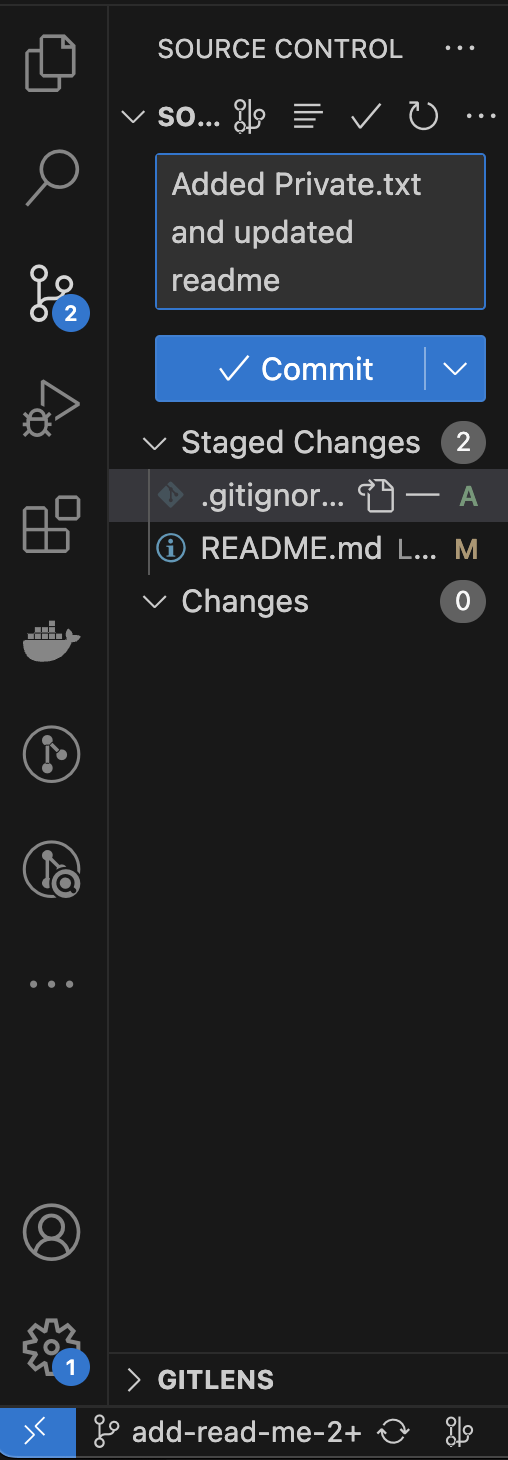 SOURCE CONTROL ...
SO...
Added Private.txt
and updated
readme
2
Commit
Staged Changes 2
.gitignor... A
README.md L... M
Changes 0
1
GITLENS
add-read-me-2+